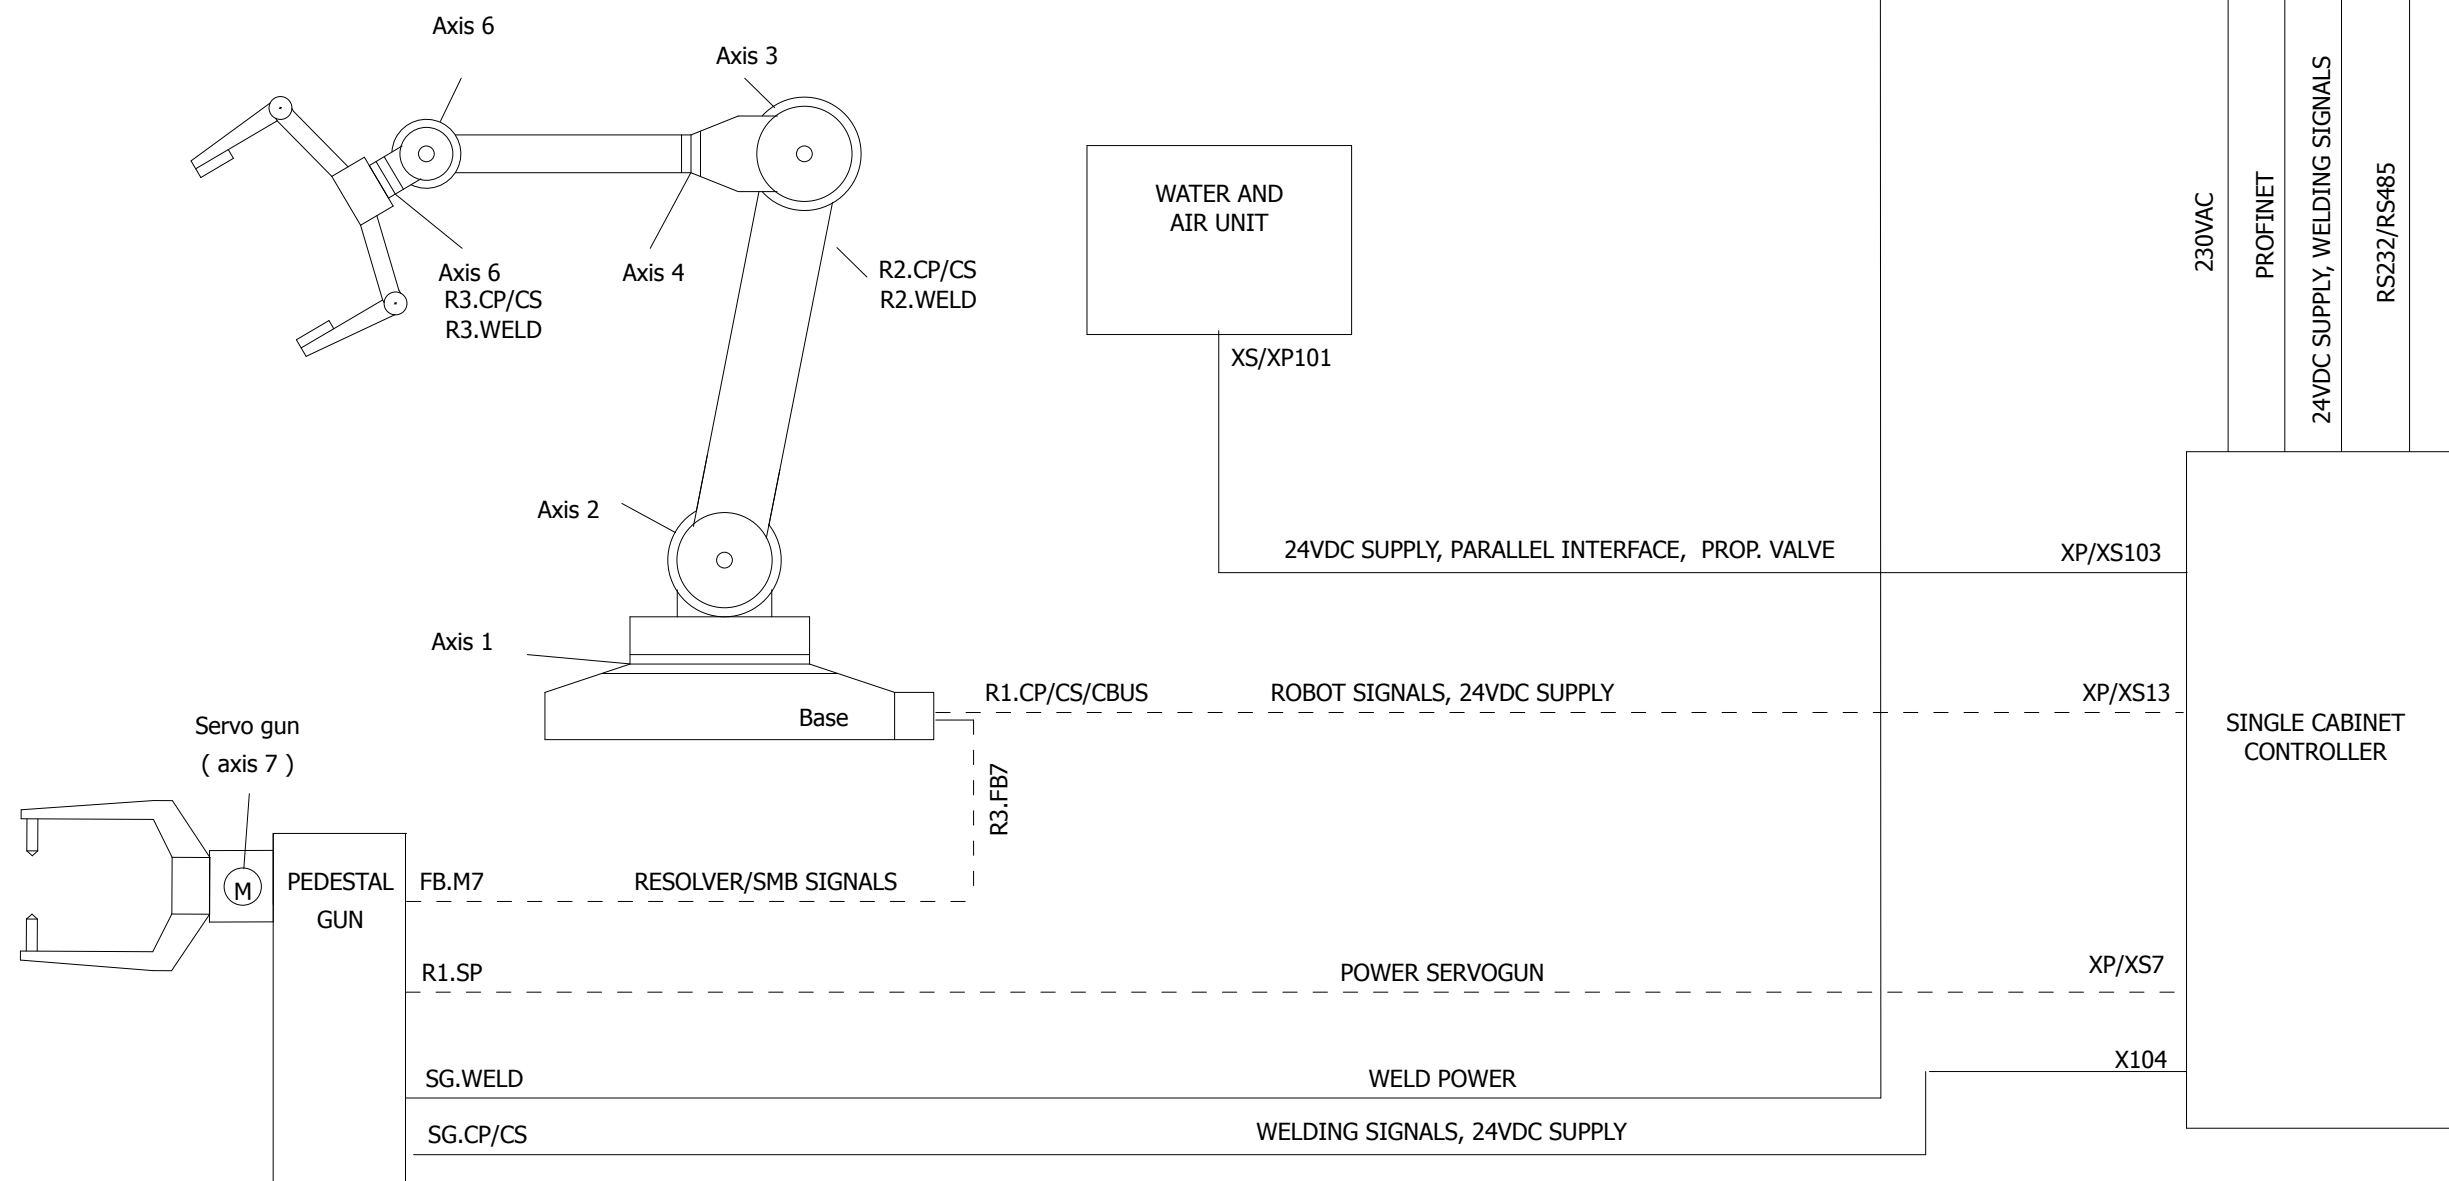 Axis 6
Axis 3
WATER AND
AIR UNIT
230VAC
PROFINET
24VDC SUPPLY, WELDING SIGNALS
RS232/RS485
Axis 6
R3.CP/CS
R3.WELD
Axis 4
R2.CP/CS
R2.WELD
XS/XP101
Axis 2
24VDC SUPPLY, PARALLEL INTERFACE, PROP. VALVE
XP/XS103
Axis 1
Base
R1.CP/CS/CBUS
ROBOT SIGNALS, 24VDC SUPPLY
XP/XS13
SINGLE CABINET
CONTROLLER
Servo gun
( axis 7 )
R3.FB7
M
PEDESTAL
GUN
FB.M7
RESOLVER/SMB SIGNALS
R1.SP
POWER SERVOGUN
XP/XS7
SG.WELD
WELD POWER
X104
SG.CP/CS
WELDING SIGNALS, 24VDC SUPPLY